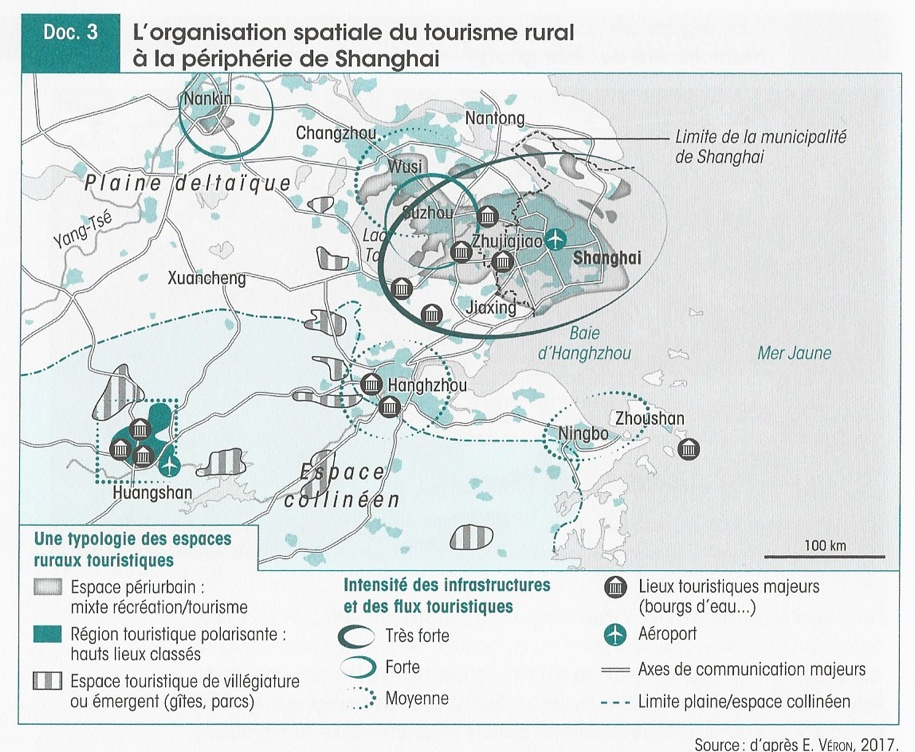 Doc. 3
L'organisation spatiale du tourisme rural
à la périphérie de Shanghai
Nankin
Changzhou
Nantong
Limite de la municipalité
de Shanghai
Wusi
Plaine deltaïque
Suzhou
Yang-Tsé
Lac
Ta
Zhujiajiao
Shanghai
Xuancheng
Jiaxing
Baie
d'Hanghzhou
Mer Jaune
Hanghzhou
Zhoushan
Ningbo
Huangshan
Espace
collinéen
100 km
Une typologie des espaces
ruraux touristiques
Espace périurbain :
mixte récréation/tourisme
Région touristique polarisante :
hauts lieux classés
Espace touristique de villégiature
ou émergent (gîtes, parcs)
Intensité des infrastructures
et des flux touristiques
Très forte
Forte
Moyenne
Lieux touristiques majeurs
(bourgs d'eau...)
Aéroport
Axes de communication majeurs
Limite plaine/espace collinéen
Source : d'après E. VÉRON, 2017.